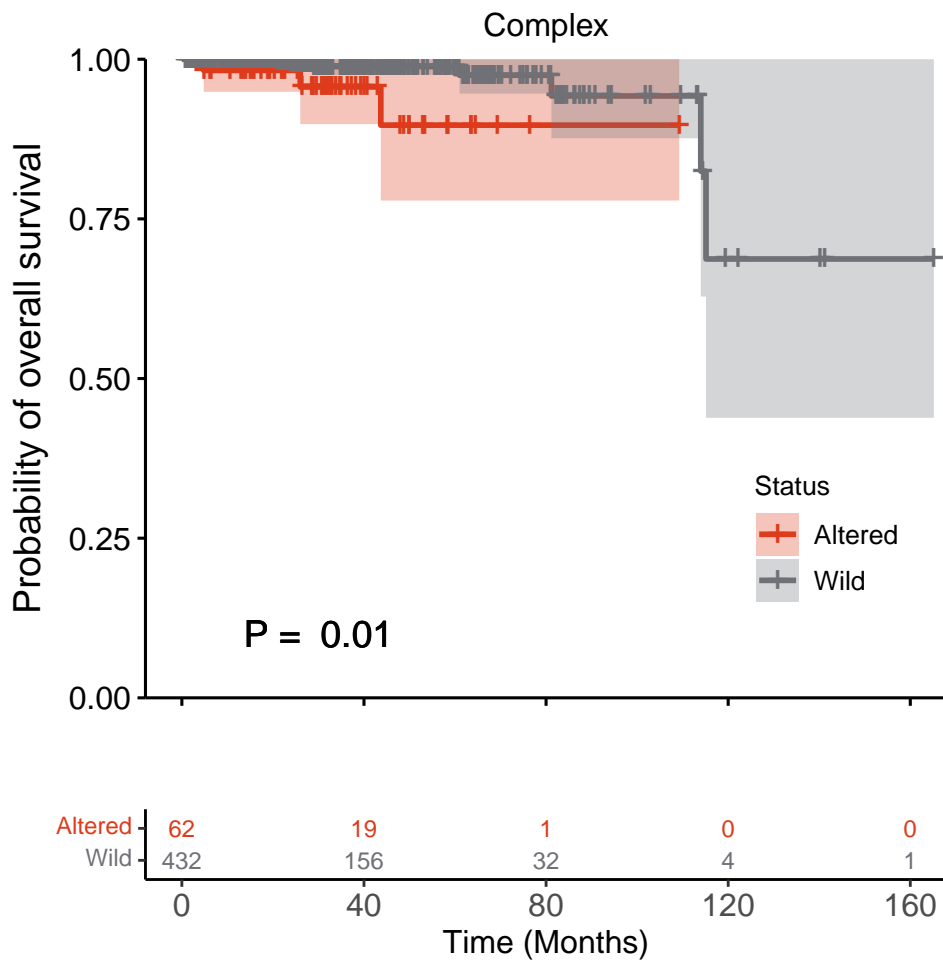 Complex
Probability of overall survival
1.00
0.75
0.50
0.25
0.00
P = 0.01
Status
Altered
Wild
Altered 62 19 1 0 0
Wild 432 156 32 4 1
0 40 80 120 160
Time (Months)